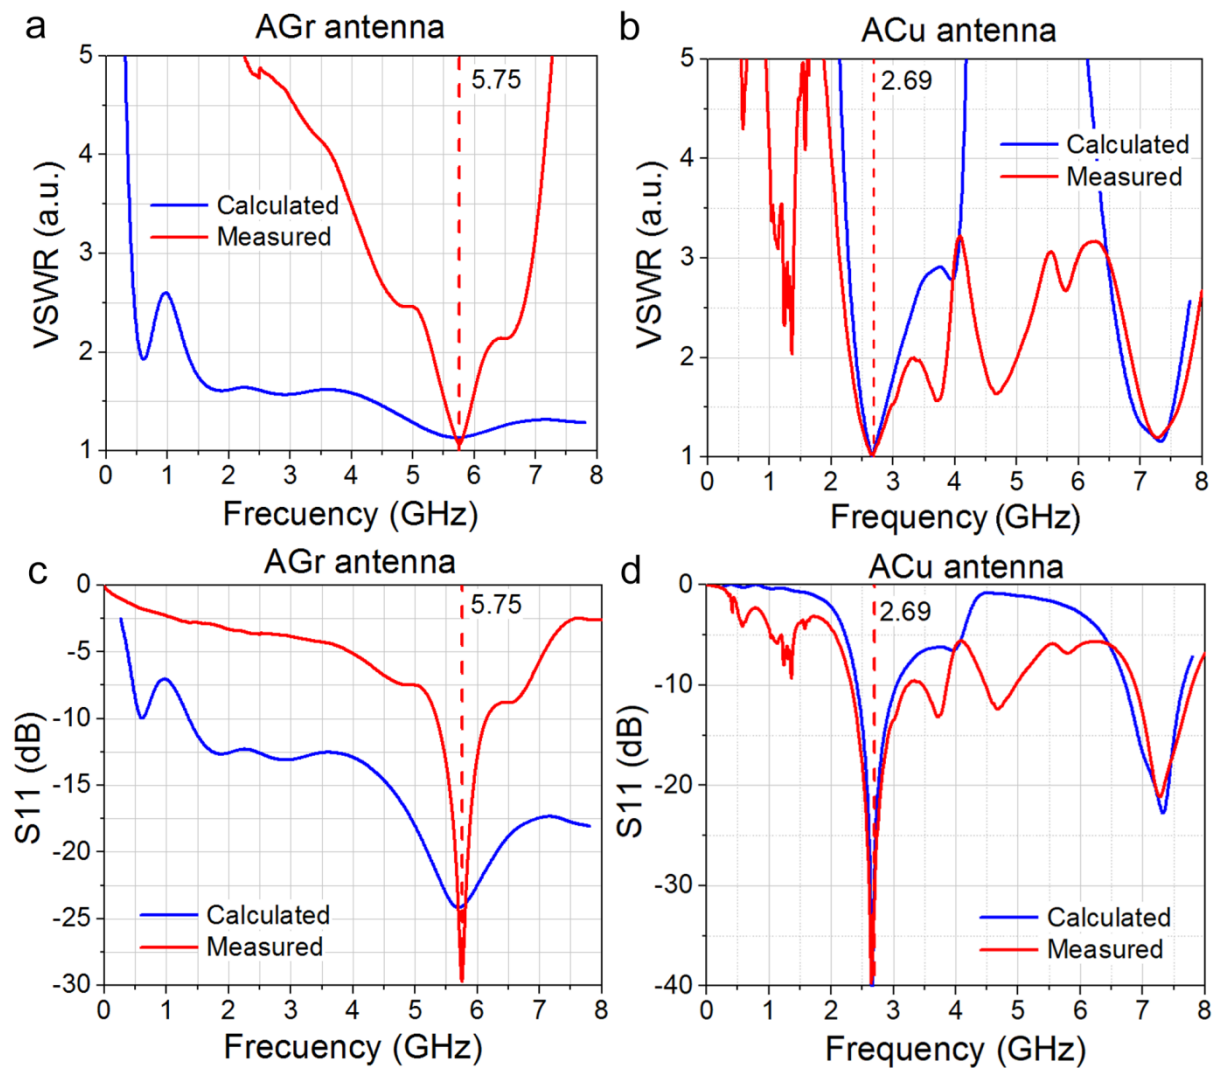 a
AGr antenna
5
4
3
2
1
0 1 2 3 4 5 6 7 8
VSWR (a.u.)
Frecuency (GHz)
5.75
Calculated
Measured
b
ACu antenna
5
4
3
2
1
0 1 2 3 4 5 6 7 8
VSWR (a.u.)
Frequency (GHz)
2.69
Calculated
Measured
c
AGr antenna
0
-5
-10
-15
-20
-25
-30
0 1 2 3 4 5 6 7 8
S11 (dB)
Frecuency (GHz)
5.75
Calculated
Measured
d
ACu antenna
0
-10
-20
-30
-40
0 1 2 3 4 5 6 7 8
S11 (dB)
Frequency (GHz)
2.69
Calculated
Measured